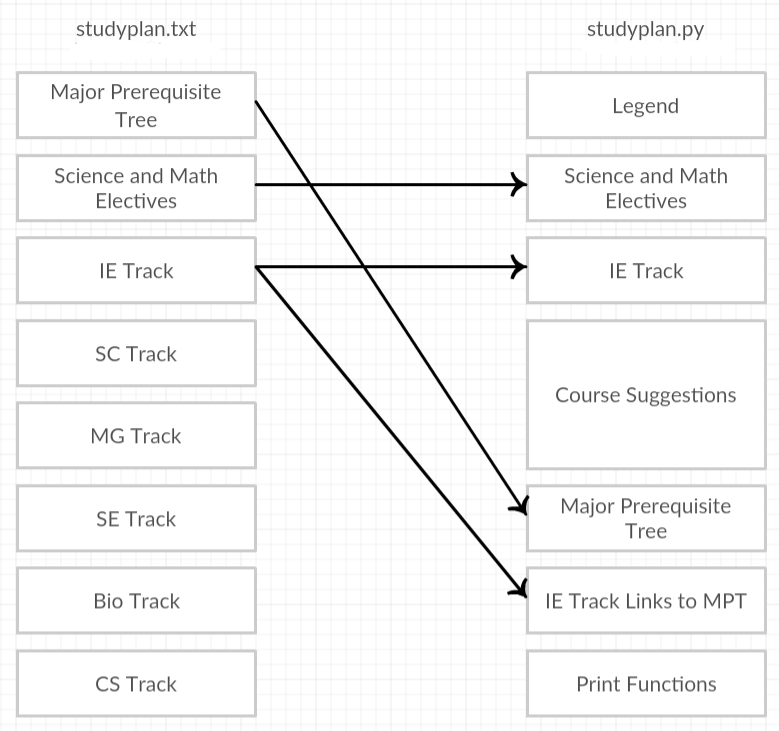 studyplan.txt
studyplan.py
Major Prerequisite
Tree
Science and Math
Electives
IE Track
SC Track
MG Track
SE Track
Bio Track
CS Track
Legend
Science and Math
Electives
IE Track
Course Suggestions
Major Prerequisite
Tree
IE Track Links to MPT
Print Functions